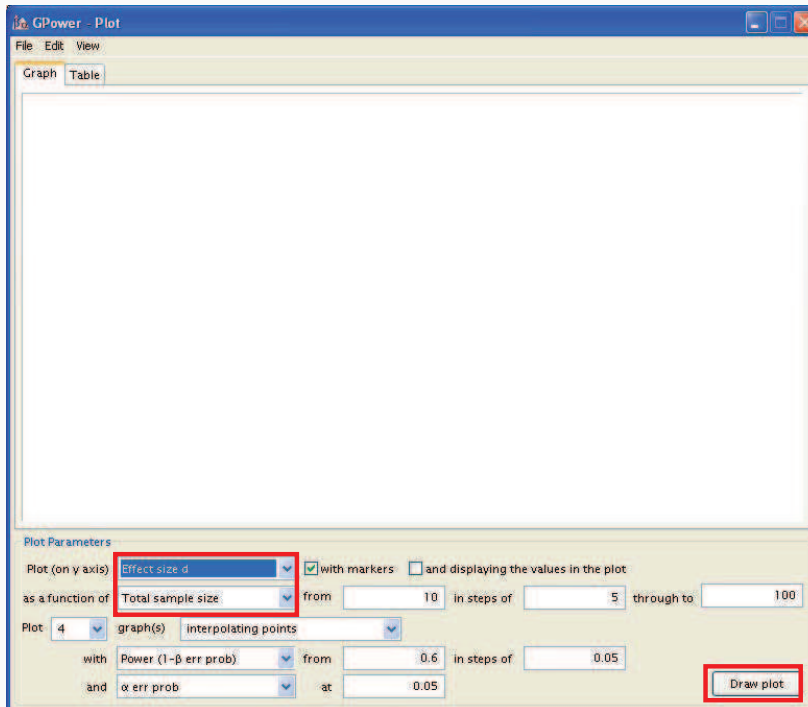 GPower - Plot
File Edit View
Graph Table
Plot Parameters
Plot (on y axis) Effect size d with markers and displaying the values in the plot
as a function of Total sample size from 10 in steps of 5 through to 100
Plot 4 graph(s) interpolating points
with Power (1-β err prob) from 0.6 in steps of 0.05
and α err prob at 0.05 Draw plot